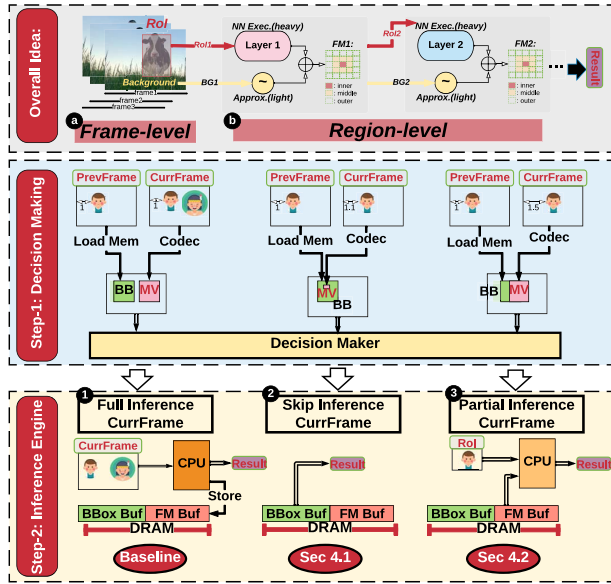 Overall Idea:
RoI
Background
frame1
frame2
frame3
a
Frame-level
RoI1
BG1
NN Exec.(heavy)
Layer 1
~
Approx.(light)
FM1:
: inner
: middle
: outer
b
Region-level
RoI2
BG2
NN Exec.(heavy)
Layer 2
~
Approx.(light)
FM2:
: inner
: middle
: outer
Result
Step-1: Decision Making
PrevFrame
CurrFrame
1
1
Load Mem
Codec
BB
MV
PrevFrame
CurrFrame
1
1.1
Load Mem
Codec
MV
BB
PrevFrame
CurrFrame
1
1.5
Load Mem
Codec
BB
MV
Decision Maker
Step-2: Inference Engine
1
Full Inference
CurrFrame
CurrFrame
CPU
Result
Store
BBox Buf
FM Buf
DRAM
Baseline
2
Skip Inference
CurrFrame
Result
BBox Buf
FM Buf
DRAM
Sec 4.1
3
Partial Inference
CurrFrame
RoI
CPU
Result
BBox Buf
FM Buf
DRAM
Sec 4.2